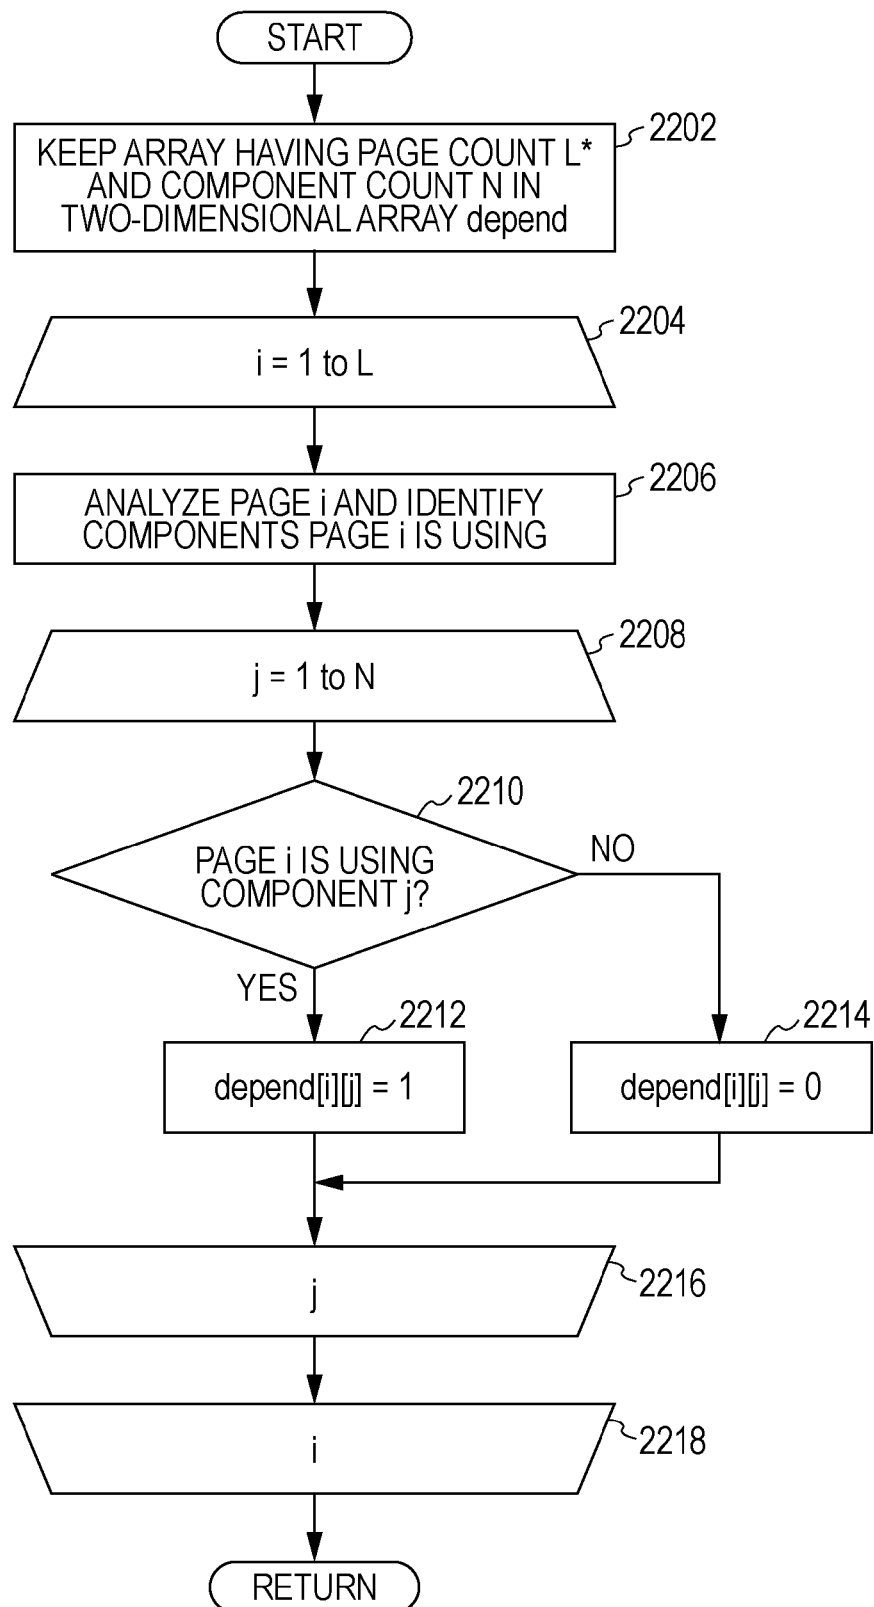 START
2202
KEEP ARRAY HAVING PAGE COUNT L*
AND COMPONENT COUNT N IN
TWO-DIMENSIONAL ARRAY depend
2204
i = 1 to L
2206
ANALYZE PAGE i AND IDENTIFY
COMPONENTS PAGE i IS USING
2208
j = 1 to N
2210
PAGE i IS USING
COMPONENT j?
NO
YES
2212
depend[i][j] = 1
2214
depend[i][j] = 0
2216
j
2218
i
RETURN